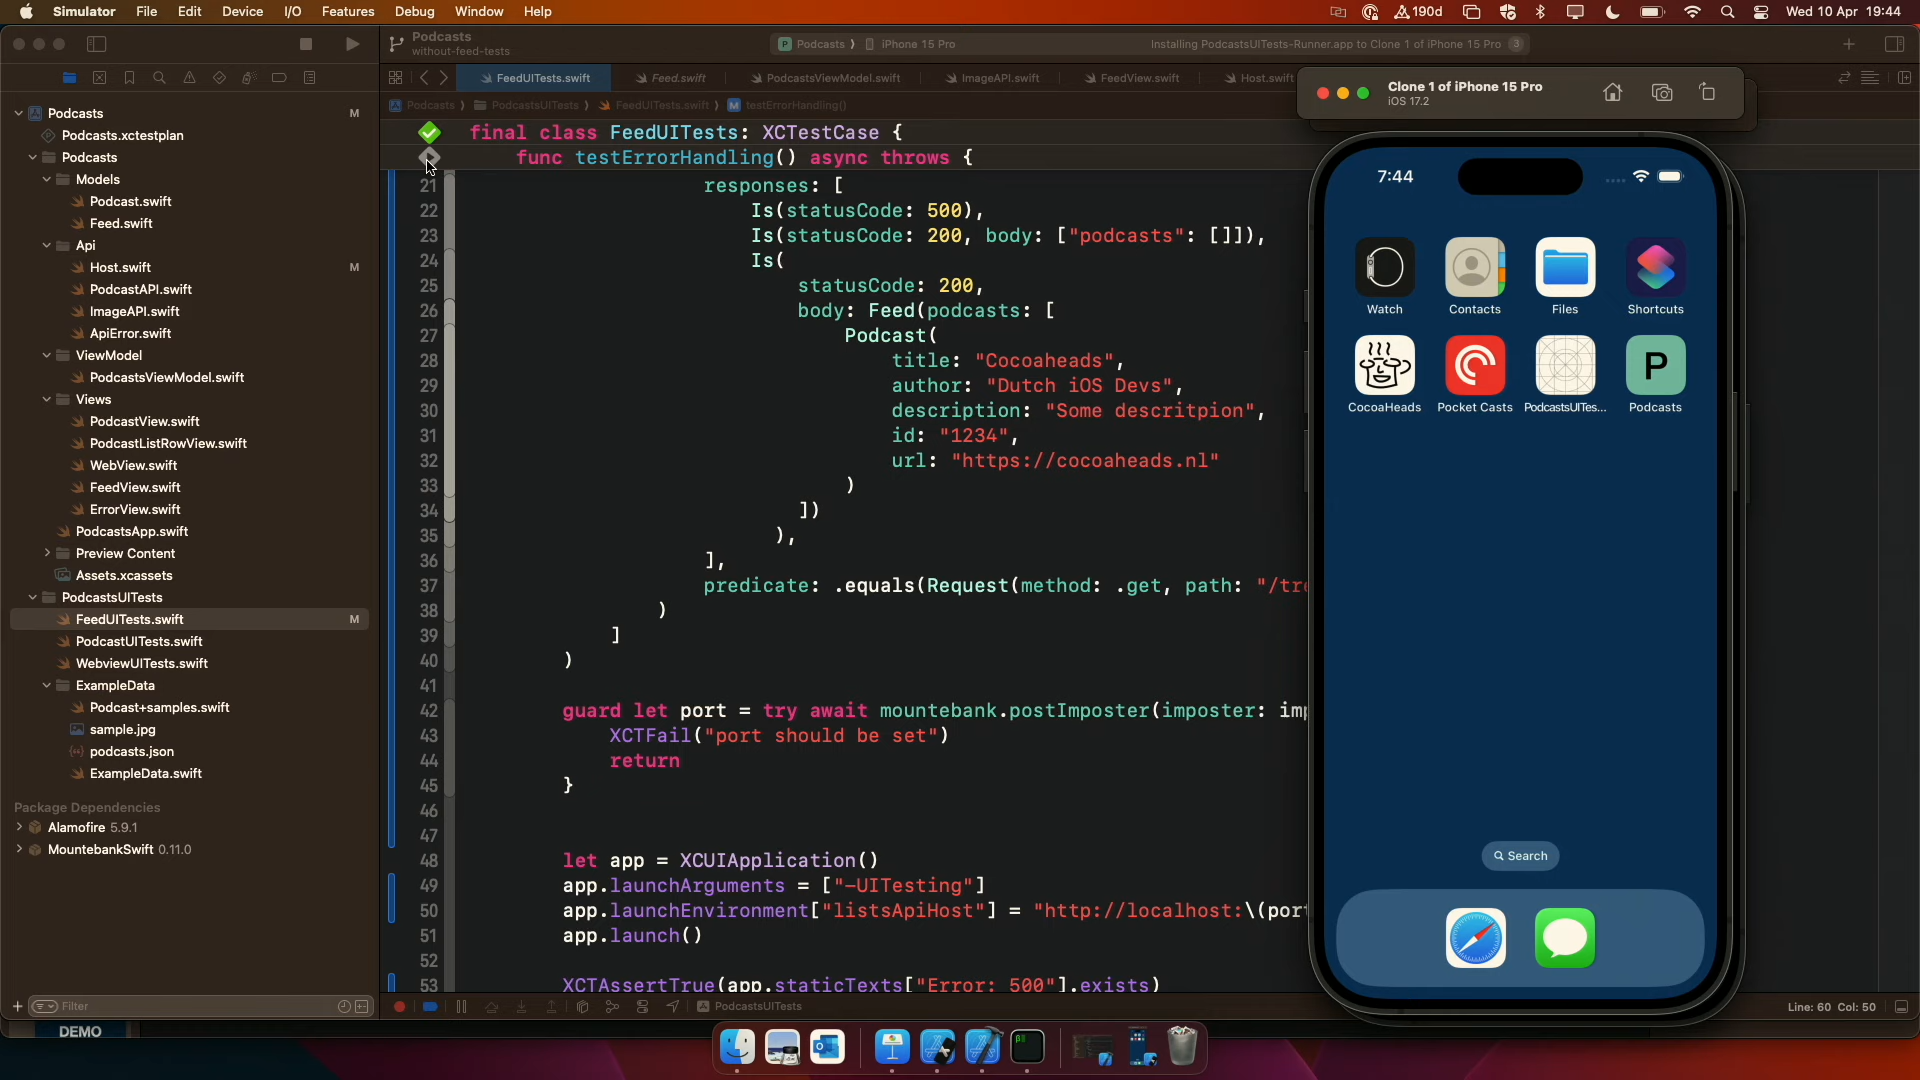 Simulator File Edit Device I/O Features Debug Window Help
190d Wed 10 Apr 19:44
Podcasts
without-feed-tests
Podcasts iPhone 15 Pro
Installing PodcastsUITests-Runner.app to Clone 1 of iPhone 15 Pro 3
FeedUITests.swift Feed.swift PodcastsViewModel.swift ImageAPI.swift FeedView.swift Host.swift
Podcasts PodcastsUITests FeedUITests.swift M testErrorHandling()
Podcasts M
Podcasts.xctestplan
Podcasts
Models
Podcast.swift
Feed.swift
Api
Host.swift M
PodcastAPI.swift
ImageAPI.swift
ApiError.swift
ViewModel
PodcastsViewModel.swift
Views
PodcastView.swift
PodcastListRowView.swift
WebView.swift
FeedView.swift
ErrorView.swift
PodcastsApp.swift
Preview Content
Assets.xcassets
PodcastsUITests
FeedUITests.swift M
PodcastUITests.swift
WebviewUITests.swift
ExampleData
Podcast+samples.swift
sample.jpg
podcasts.json
ExampleData.swift
Package Dependencies
Alamofire 5.9.1
MountebankSwift 0.11.0
Filter
DEMO
final class FeedUITests: XCTestCase {
func testErrorHandling() async throws {
21 responses: [
22 Is(statusCode: 500),
23 Is(statusCode: 200, body: ["podcasts": []]),
24 Is(
25 statusCode: 200,
26 body: Feed(podcasts: [
27 Podcast(
28 title: "Cocoaheads",
29 author: "Dutch iOS Devs",
30 description: "Some descritpion",
31 id: "1234",
32 url: "https://cocoaheads.nl"
33 )
34 ])
35 ),
36 ],
37 predicate: .equals(Request(method: .get, path: "/tre
38 )
39 ]
40 )
41
42 guard let port = try await mountebank.postImposter(imposter: imp
43 XCTFail("port should be set")
44 return
45 }
46
47
48 let app = XCUIApplication()
49 app.launchArguments = ["-UITesting"]
50 app.launchEnvironment["listsApiHost"] = "http://localhost:\(port
51 app.launch()
52
53 XCTAssertTrue(app.staticTexts["Error: 500"].exists)
PodcastsUITests
Line: 60 Col: 50
Clone 1 of iPhone 15 Pro
iOS 17.2
7:44
Watch Contacts Files Shortcuts
P
CocoaHeads Pocket Casts PodcastsUITes... Podcasts
Search